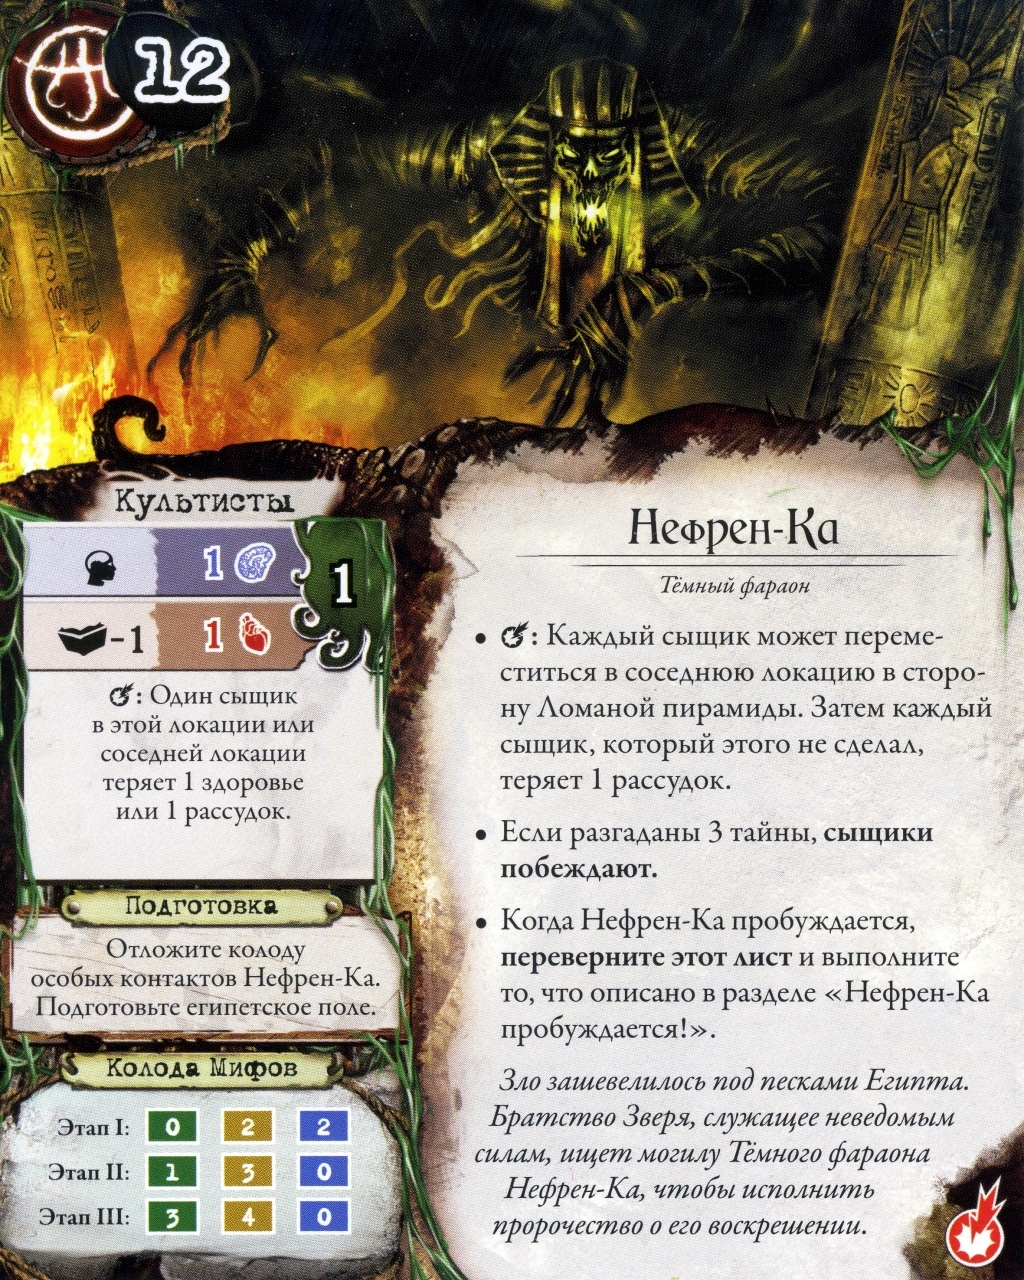 12
Культисты
1
1
-1
1
: Один сыщик
в этой локации или
соседней локации
теряет 1 здоровье
или 1 рассудок.
Подготовка
Отложите колоду
особых контактов Нефрен-Ка.
Подготовьте египетское поле.
Колода Мифов
Этап I: 0 2 2
Этап II: 1 3 0
Этап III: 3 4 0
Нефрен-Ка
Тёмный фараон
• : Каждый сыщик может переме-
ститься в соседнюю локацию в сторо-
ну Ломаной пирамиды. Затем каждый
сыщик, который этого не сделал,
теряет 1 рассудок.
• Если разгаданы 3 тайны, сыщики
победжают.
• Когда Нефрен-Ка пробуждается,
переверните этот лист и выполните
то, что описано в разделе «Нефрен-Ка
пробуждается!».
Зло зашевелилось под песками Египта.
Братство Зверя, служащее неведомым
силам, ищет могилу Тёмного фараона
Нефрен-Ка, чтобы исполнить
пророчество о его воскрешении.